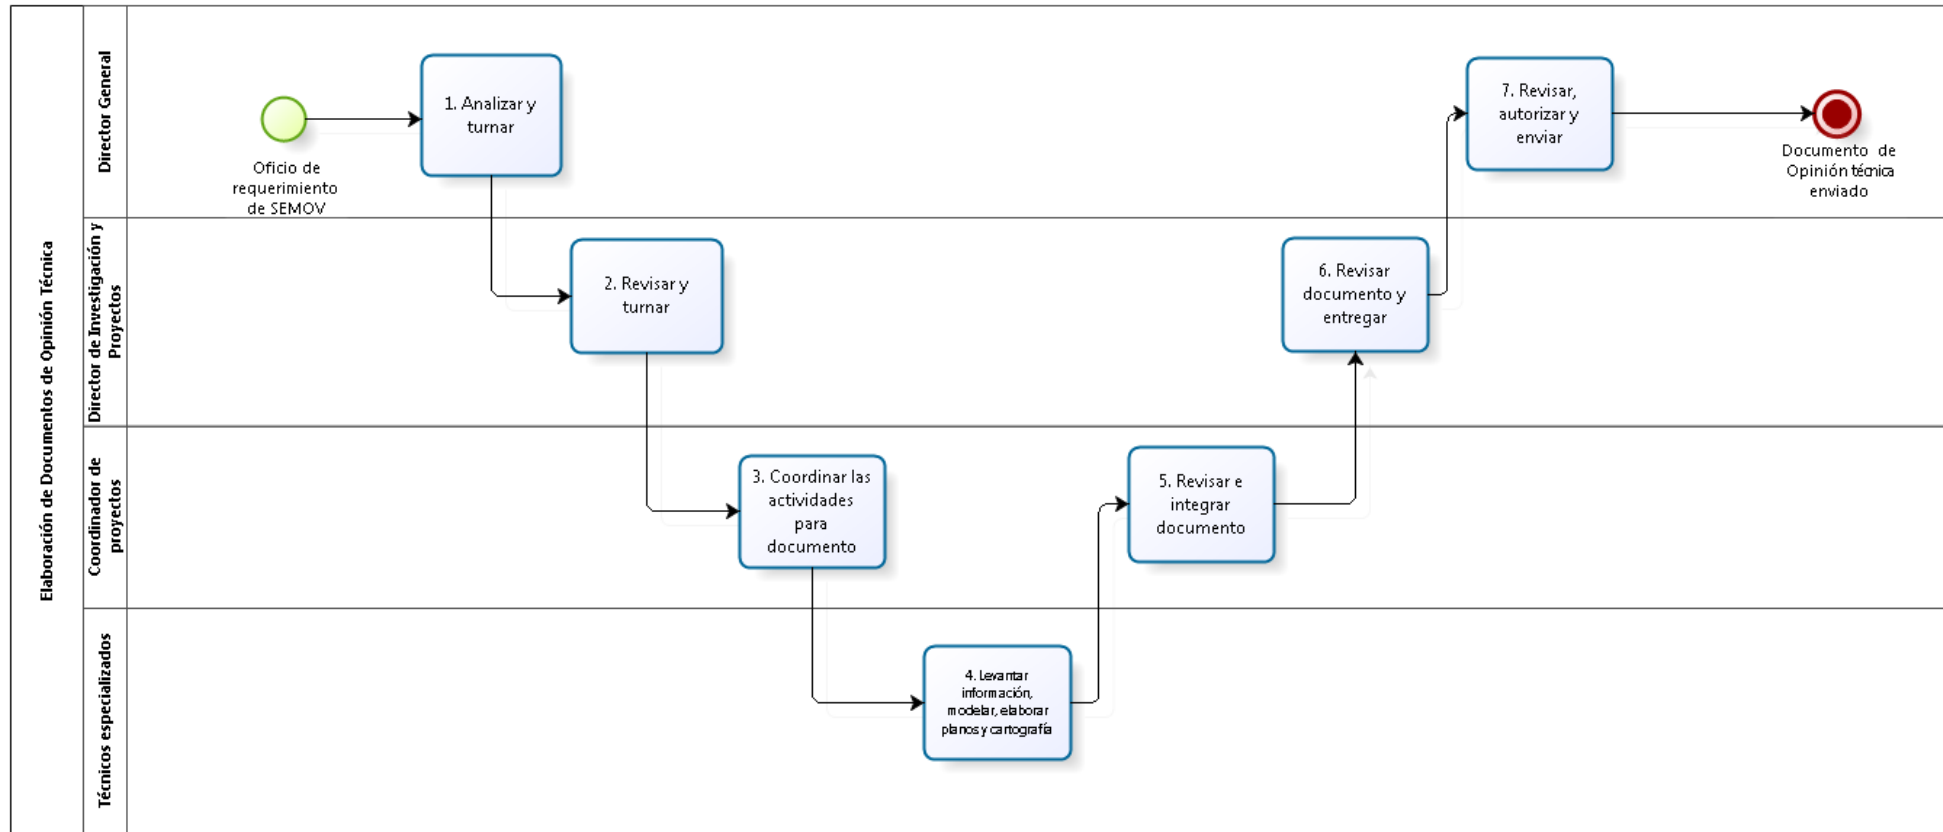 Elaboración de Documentos de Opinión Técnica
Director General
Oficio de
requerimiento
de SEMOV
1. Analizar y
turnar
7. Revisar,
autorizar y
enviar
Documento de
Opinión técnica
enviado
Director de Investigación y
Proyectos
2. Revisar y
turnar
6. Revisar
documento y
entregar
Coordinador de
proyectos
3. Coordinar las
actividades
para
documento
5. Revisar e
integrar
documento
Técnicos especializados
4. Levantar
información,
modelar, elaborar
planos y cartografía